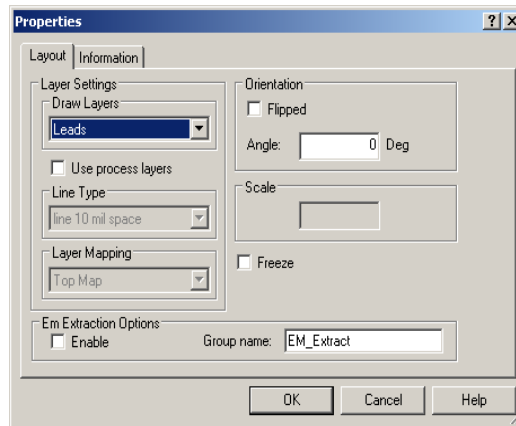 Properties
Layout Information
Layer Settings
Draw Layers
Leads
Use process layers
Line Type
line 10 mil space
Layer Mapping
Top Map
Orientation
Flipped
Angle: 0 Deg
Scale
Freeze
Em Extraction Options
Enable Group name: EM_Extract
OK Cancel Help